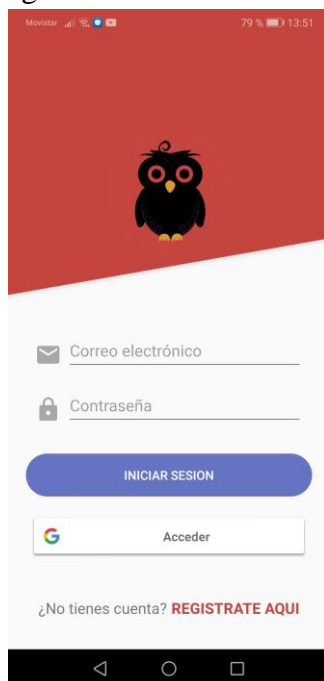 Movistar 79 % 13:51
Correo electrónico
Contraseña
INICIAR SESION
G Acceder
¿No tienes cuenta? REGISTRATE AQUI